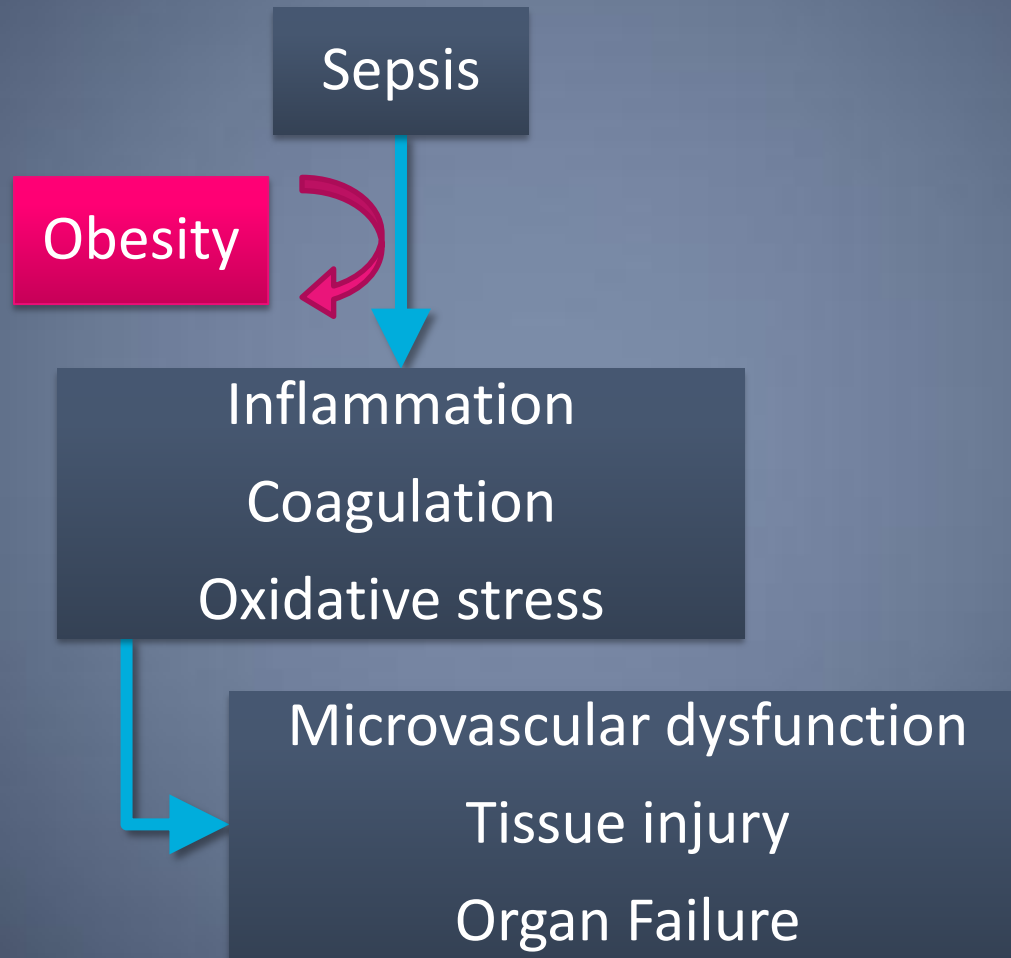 Sepsis
Obesity
Inflammation
Coagulation
Oxidative stress
Microvascular dysfunction
Tissue injury
Organ Failure